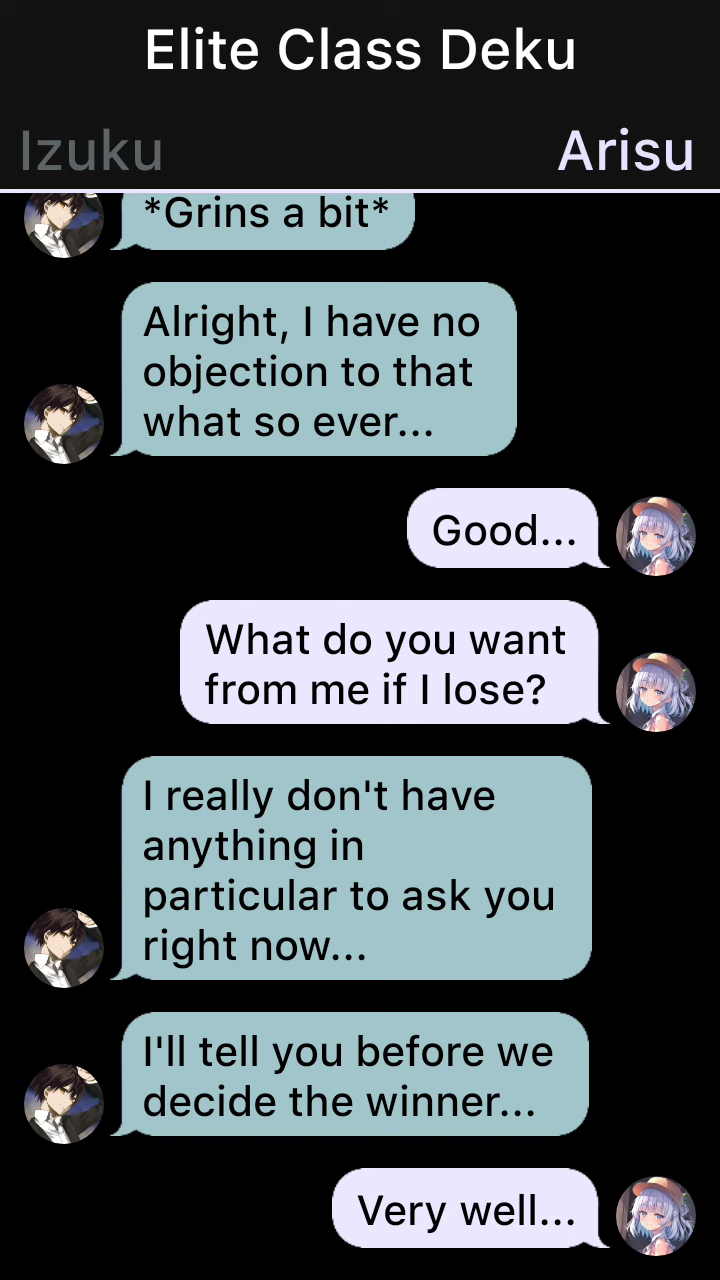 Elite Class Deku
Izuku
Arisu
*Grins a bit*
Alright, I have no
objection to that
what so ever...
Good...
What do you want
from me if I lose?
I really don't have
anything in
particular to ask you
right now...
I'll tell you before we
decide the winner...
Very well...